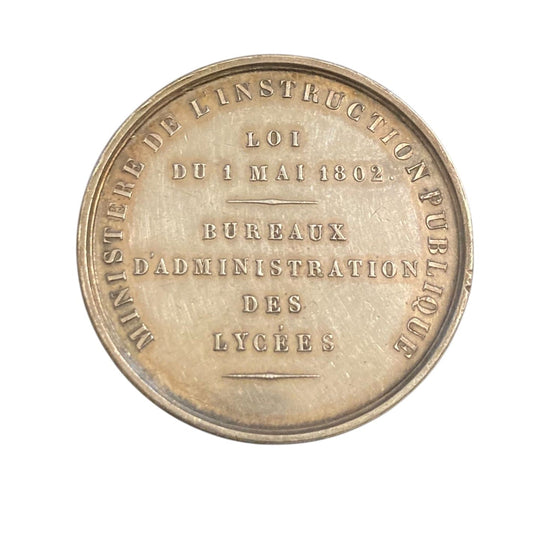 MINISTERE DE L'INSTRUCTION PUBLIQUE
LOI
DU 1 MAI 1802.
BUREAUX
D'ADMINISTRATION
DES
LYCÉES